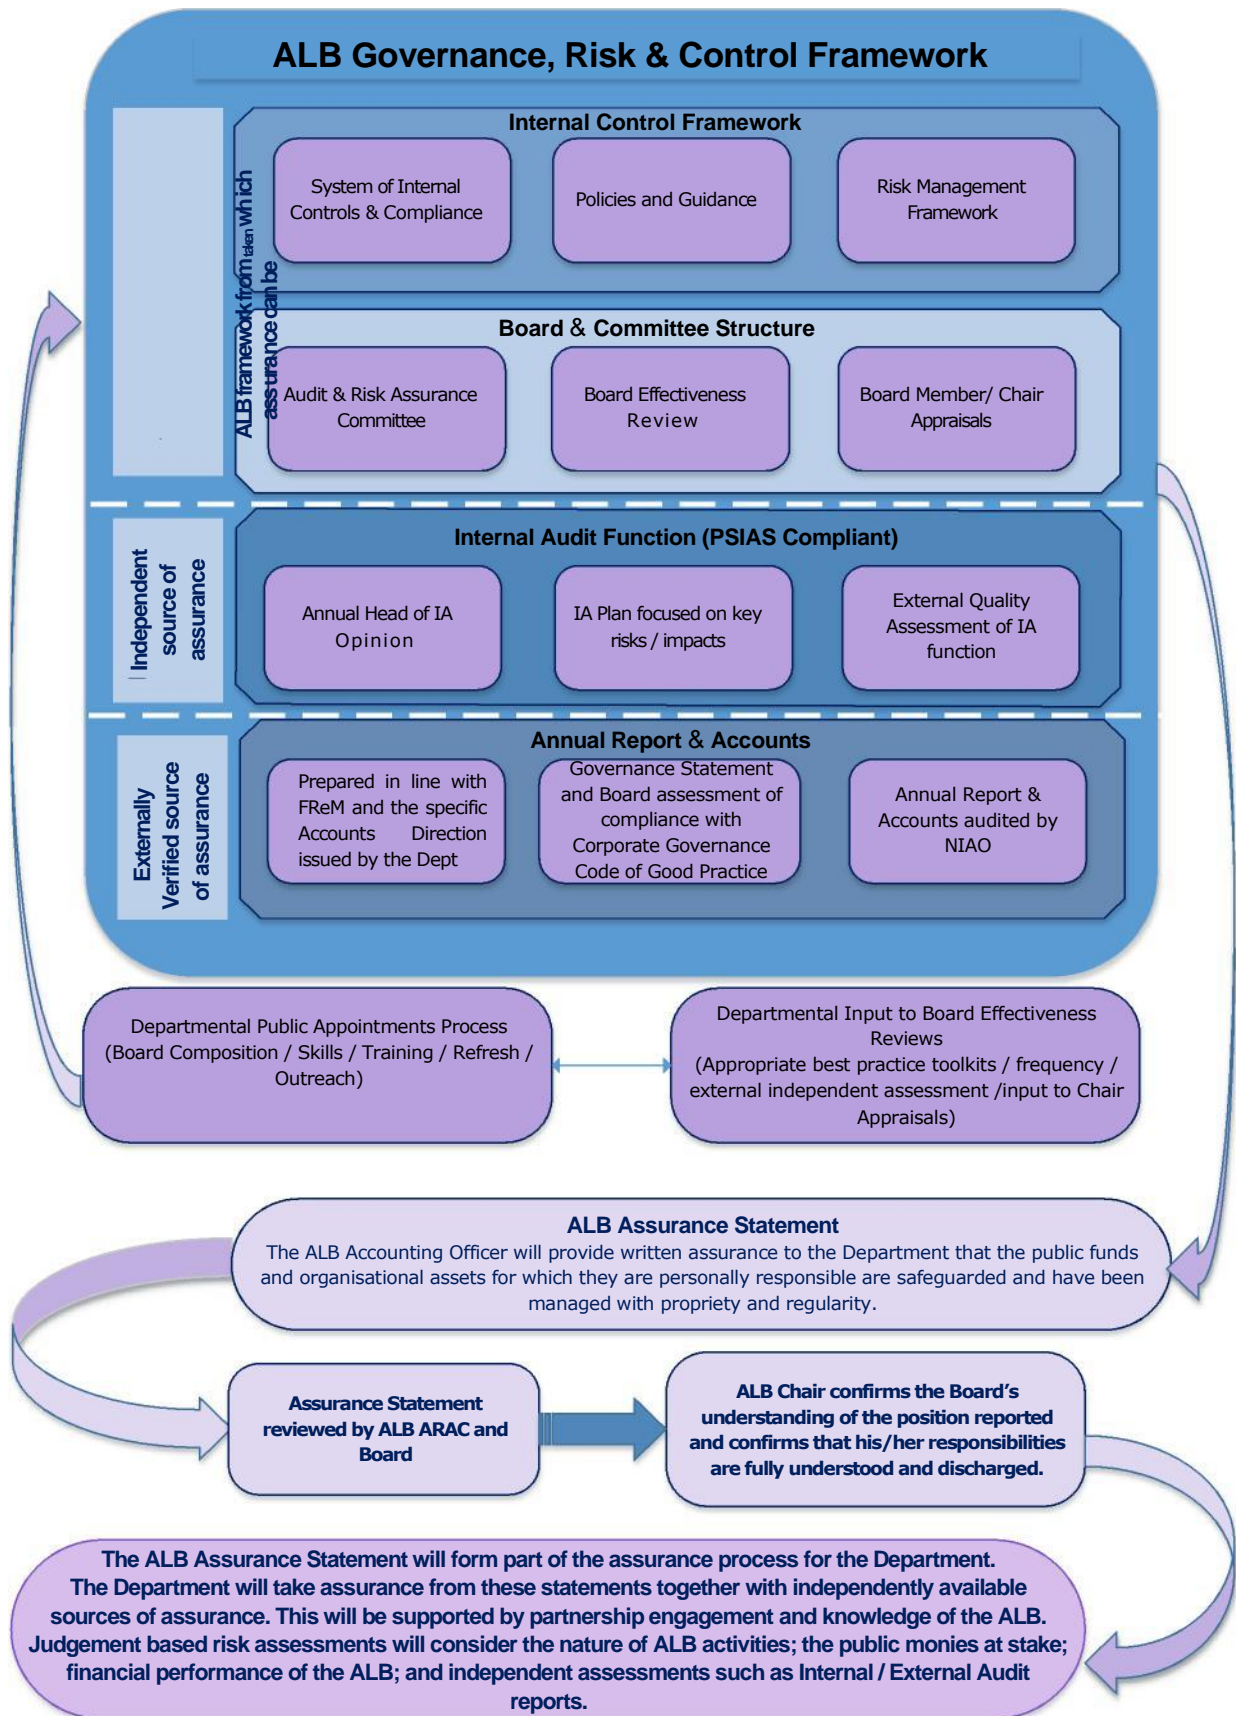 ALB Governance, Risk & Control Framework
ALB framework from taken which
assurance can be
Internal Control Framework
System of Internal
Controls & Compliance
Policies and Guidance
Risk Management
Framework
Board & Committee Structure
Audit & Risk Assurance
Committee
Board Effectiveness
Review
Board Member/ Chair
Appraisals
Independent
source of
assurance
Internal Audit Function (PSIAS Compliant)
Annual Head of IA
Opinion
IA Plan focused on key
risks / impacts
External Quality
Assessment of IA
function
Externally
Verified source
of assurance
Annual Report & Accounts
Prepared in line with
FReM and the specific
Accounts Direction
issued by the Dept
Governance Statement
and Board assessment of
compliance with
Corporate Governance
Code of Good Practice
Annual Report &
Accounts audited by
NIAO
Departmental Public Appointments Process
(Board Composition / Skills / Training / Refresh /
Outreach)
Departmental Input to Board Effectiveness
Reviews
(Appropriate best practice toolkits / frequency /
external independent assessment /input to Chair
Appraisals)
ALB Assurance Statement
The ALB Accounting Officer will provide written assurance to the Department that the public funds
and organisational assets for which they are personally responsible are safeguarded and have been
managed with propriety and regularity.
Assurance Statement
reviewed by ALB ARAC and
Board
ALB Chair confirms the Board's
understanding of the position reported
and confirms that his/her responsibilities
are fully understood and discharged.
The ALB Assurance Statement will form part of the assurance process for the Department.
The Department will take assurance from these statements together with independently available
sources of assurance. This will be supported by partnership engagement and knowledge of the ALB.
Judgement based risk assessments will consider the nature of ALB activities; the public monies at stake;
financial performance of the ALB; and independent assessments such as Internal / External Audit
reports.